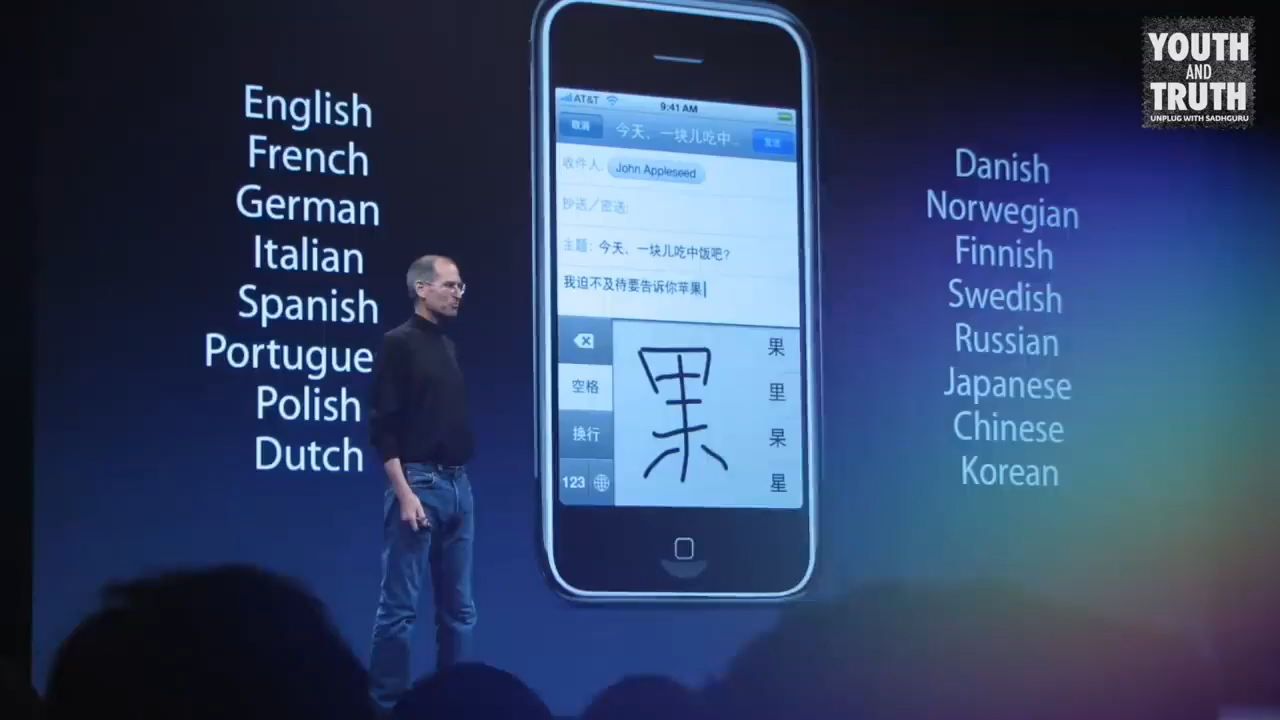 English
French
German
Italian
Spanish
Portugue
Polish
Dutch
AT&T
9:41 AM
取消
今天、一块儿吃中...
发送
收件人:
John Appleseed
抄送/密送:
主题: 今天、一块儿吃中饭吧?
我迫不及待要告诉你苹果
空格
换行
123
果
果
里
杲
星
Danish
Norwegian
Finnish
Swedish
Russian
Japanese
Chinese
Korean
YOUTH
AND
TRUTH
UNPLUG WITH SADHGURU